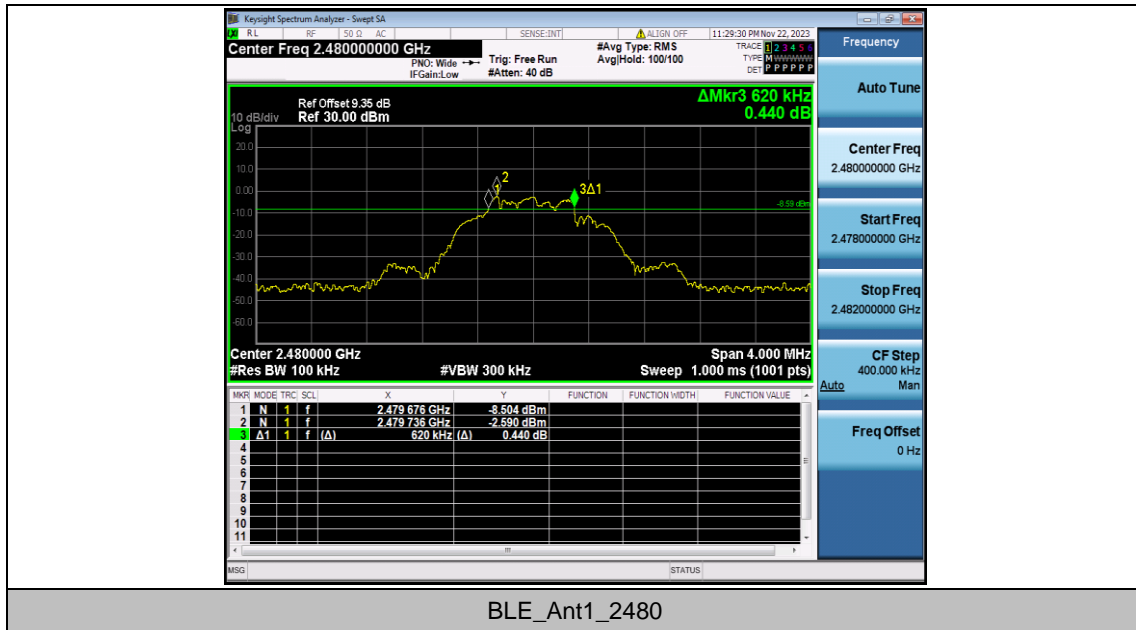 Keysight Spectrum Analyzer - Swept SA
RL RF 50 Ω AC SENSE:INT ALIGN OFF 11:29:30 PM Nov 22, 2023
Center Freq 2.480000000 GHz #Avg Type: RMS TRACE 1 2 3 4 5 6
PNO: Wide Trig: Free Run Avg|Hold: 100/100 TYPE M WWWWW
IFGain:Low #Atten: 40 dB DET P P P P P P
ΔMkr3 620 kHz
Ref Offset 9.35 dB
10 dB/div Ref 30.00 dBm 0.440 dB
Log
20.0
10.0
2
0.00 1 3Δ1
-8.59 dBm
-10.0
-20.0
-30.0
-40.0
-50.0
-60.0
Center 2.480000 GHz Span 4.000 MHz
#Res BW 100 kHz #VBW 300 kHz Sweep 1.000 ms (1001 pts)
MKR MODE TRC SCL X Y FUNCTION FUNCTION WIDTH FUNCTION VALUE
1 N 1 f 2.479 676 GHz -8.504 dBm
2 N 1 f 2.479 736 GHz -2.590 dBm
3 Δ1 1 f (Δ) 620 kHz (Δ) 0.440 dB
4
5
6
7
8
9
10
11
MSG STATUS
Frequency
Auto Tune
Center Freq
2.480000000 GHz
Start Freq
2.478000000 GHz
Stop Freq
2.482000000 GHz
CF Step
400.000 kHz
Auto Man
Freq Offset
0 Hz
BLE_Ant1_2480